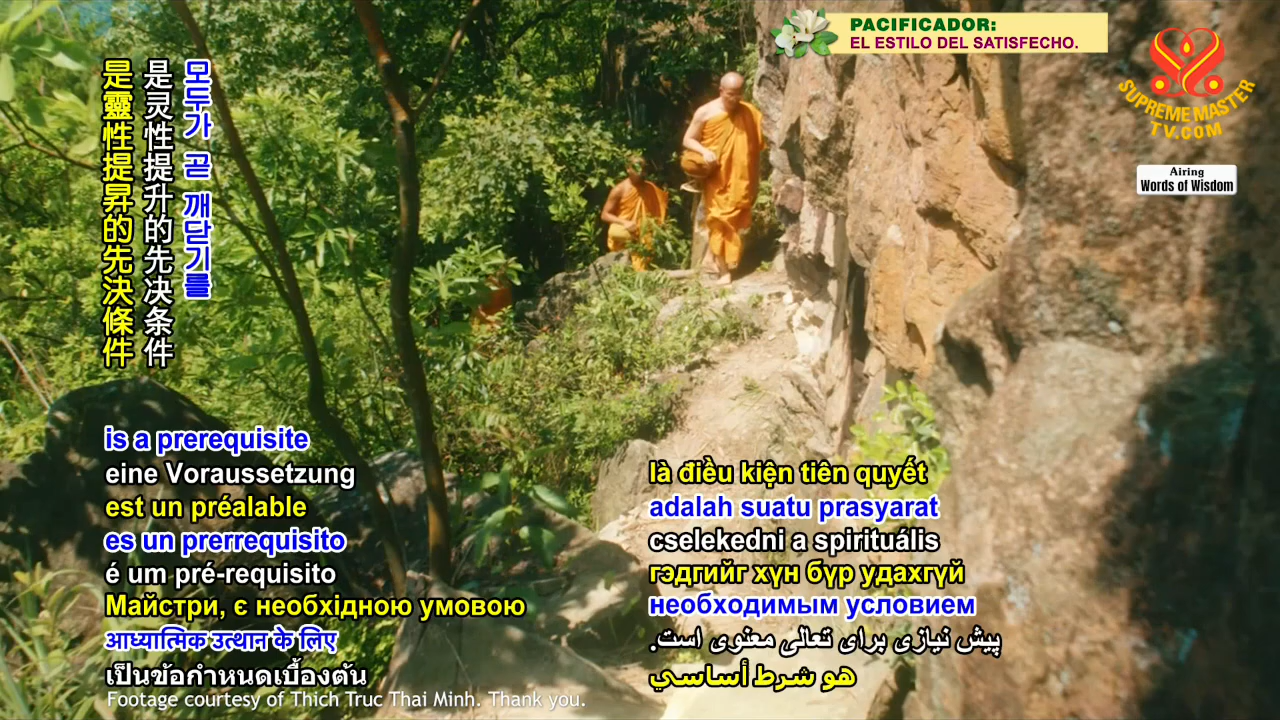 PACIFICADOR:
EL ESTILO DEL SATISFECHO.
SUPREME MASTER
TV.COM
Airing
Words of Wisdom
모두가 곧 깨닫기를
是灵性提升的先决条件
是靈性提昇的先決條件
is a prerequisite
eine Voraussetzung
est un préalable
es un prerrequisito
é um pré-requisito
Майстри, є необхідною умовою
आध्यात्मिक उत्थान के लिए
เป็นข้อกำหนดเบื้องต้น
Footage courtesy of Thich Truc Thai Minh. Thank you.
là điều kiện tiên quyết
adalah suatu prasyarat
cselekedni a spirituális
гэдгийг хүн бүр удахгүй
необходимым условием
پیش نیازی برای تعالی معنوی است.
هو شرط أساسي